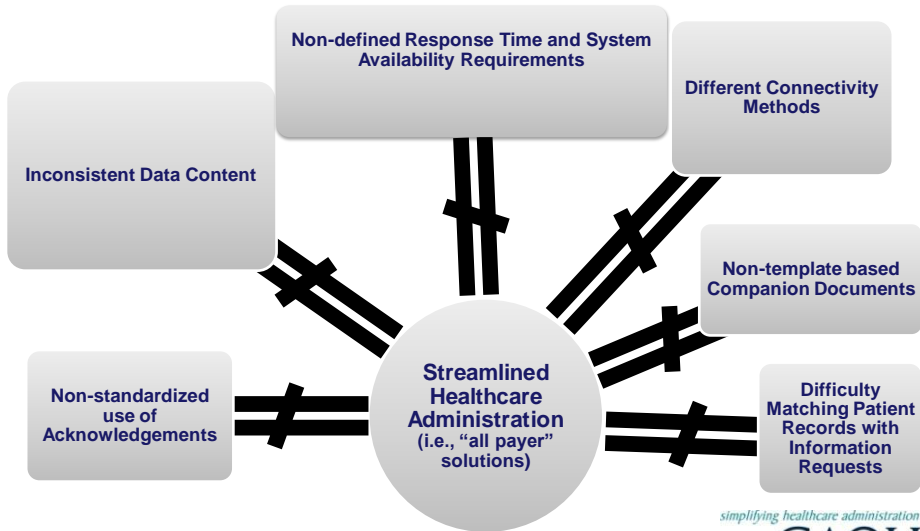 Non-defined Response Time and System
Availability Requirements
Different Connectivity
Methods
Inconsistent Data Content
Non-template based
Companion Documents
Streamlined
Healthcare
Administration
(i.e., “all payer”
solutions)
Non-standardized
use of
Acknowledgements
Difficulty
Matching Patient
Records with
Information
Requests
simplifying healthcare administration